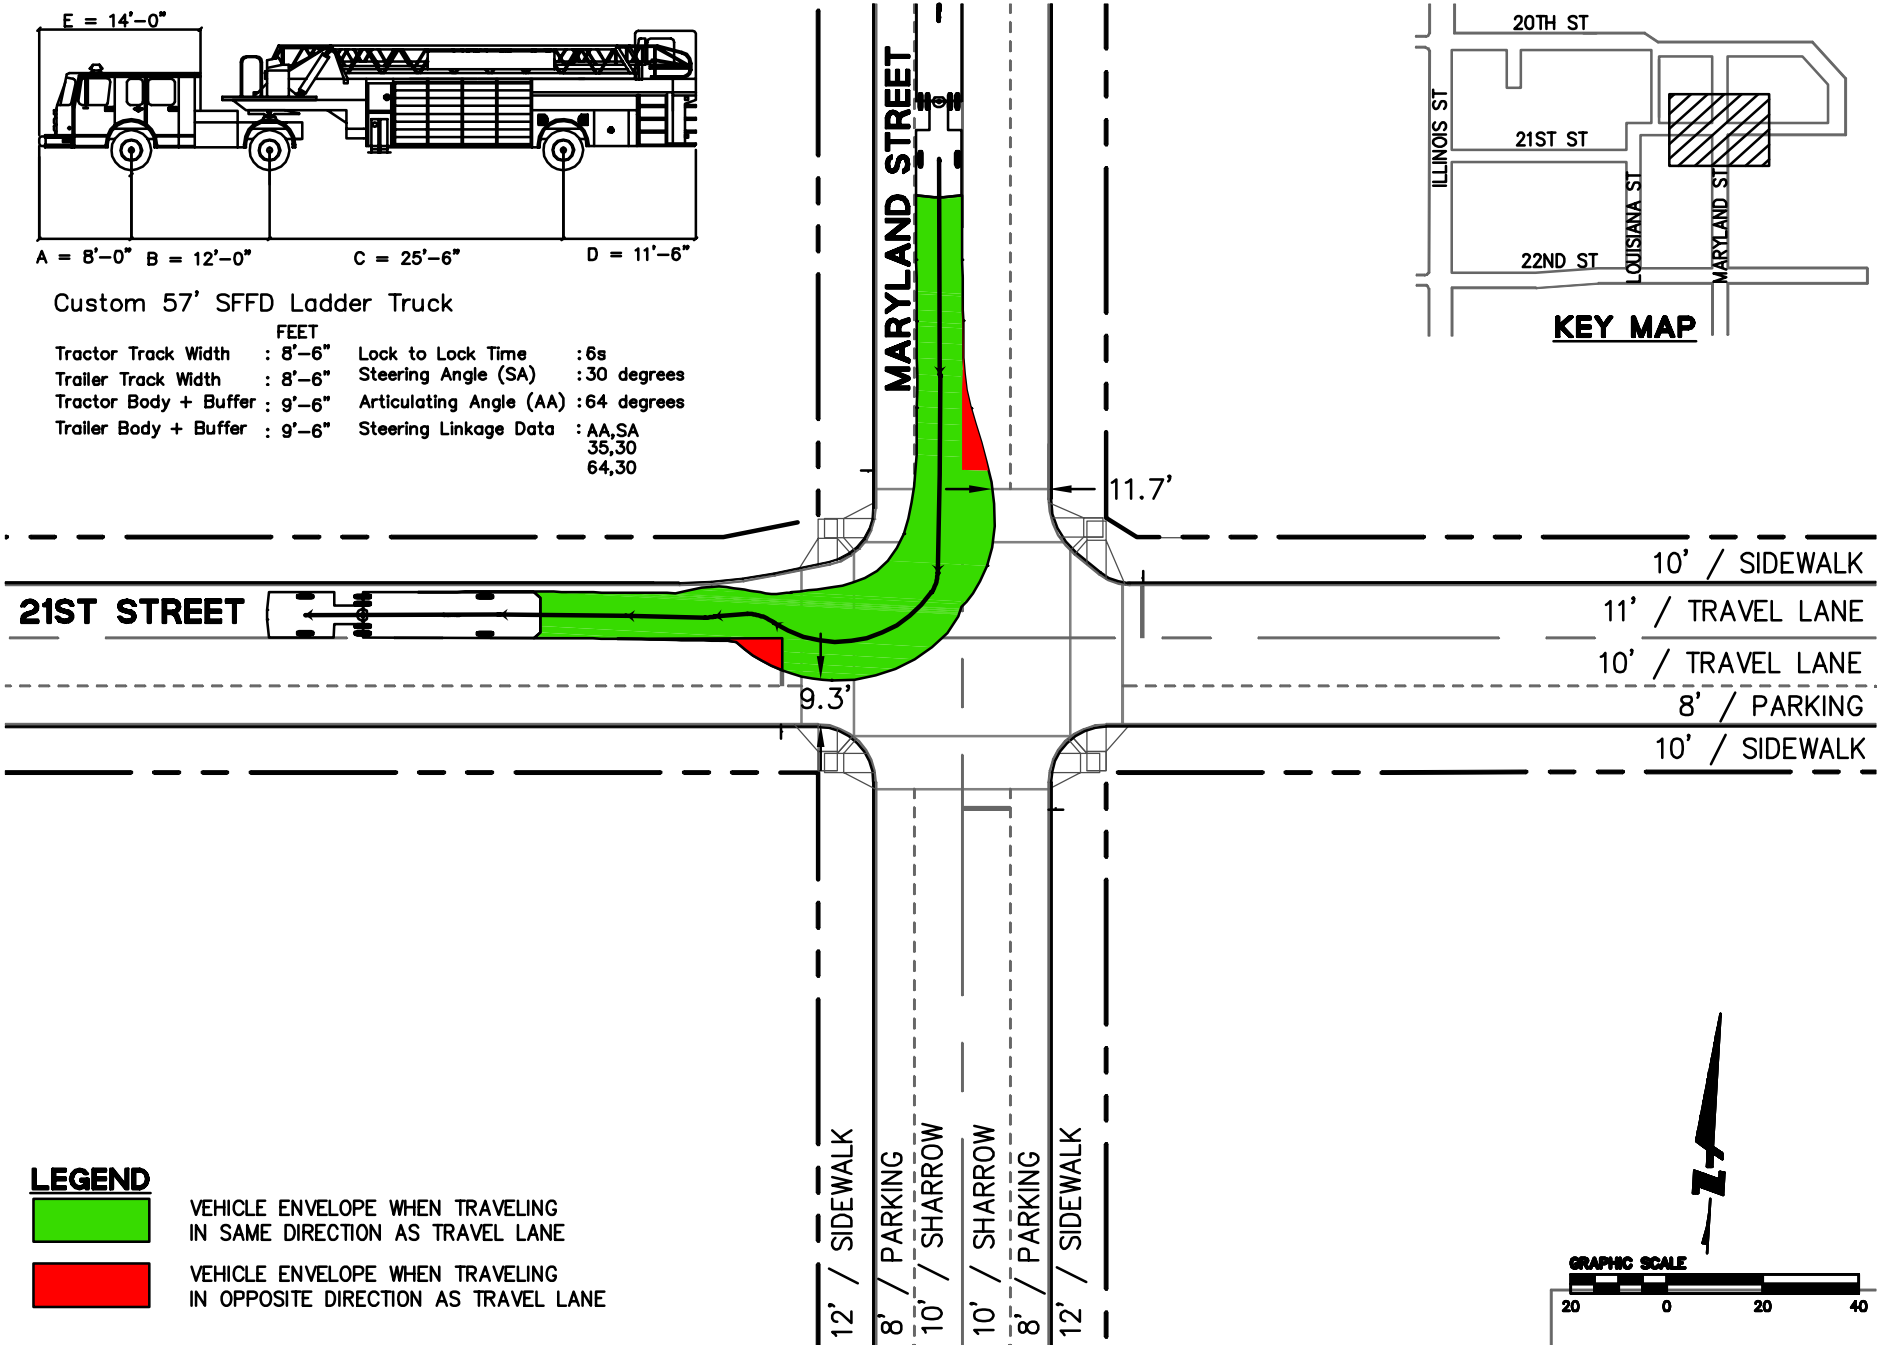 E = 14'-0"
A = 8'-0" B = 12'-0" C = 25'-6" D = 11'-6"
Custom 57' SFFD Ladder Truck
FEET
Tractor Track Width : 8'-6" Lock to Lock Time : 6s
Trailer Track Width : 8'-6" Steering Angle (SA) : 30 degrees
Tractor Body + Buffer : 9'-6" Articulating Angle (AA) : 64 degrees
Trailer Body + Buffer : 9'-6" Steering Linkage Data : AA,SA
35,30
64,30
MARYLAND STREET
20TH ST
ILLINOIS ST
21ST ST
LOUISIANA ST
MARYLAND ST
22ND ST
KEY MAP
11.7'
21ST STREET
9.3'
10' / SIDEWALK
11' / TRAVEL LANE
10' / TRAVEL LANE
8' / PARKING
10' / SIDEWALK
12' / SIDEWALK
8' / PARKING
10' / SHARROW
10' / SHARROW
8' / PARKING
12' / SIDEWALK
LEGEND
VEHICLE ENVELOPE WHEN TRAVELING
IN SAME DIRECTION AS TRAVEL LANE
VEHICLE ENVELOPE WHEN TRAVELING
IN OPPOSITE DIRECTION AS TRAVEL LANE
N
GRAPHIC SCALE
20 0 20 40